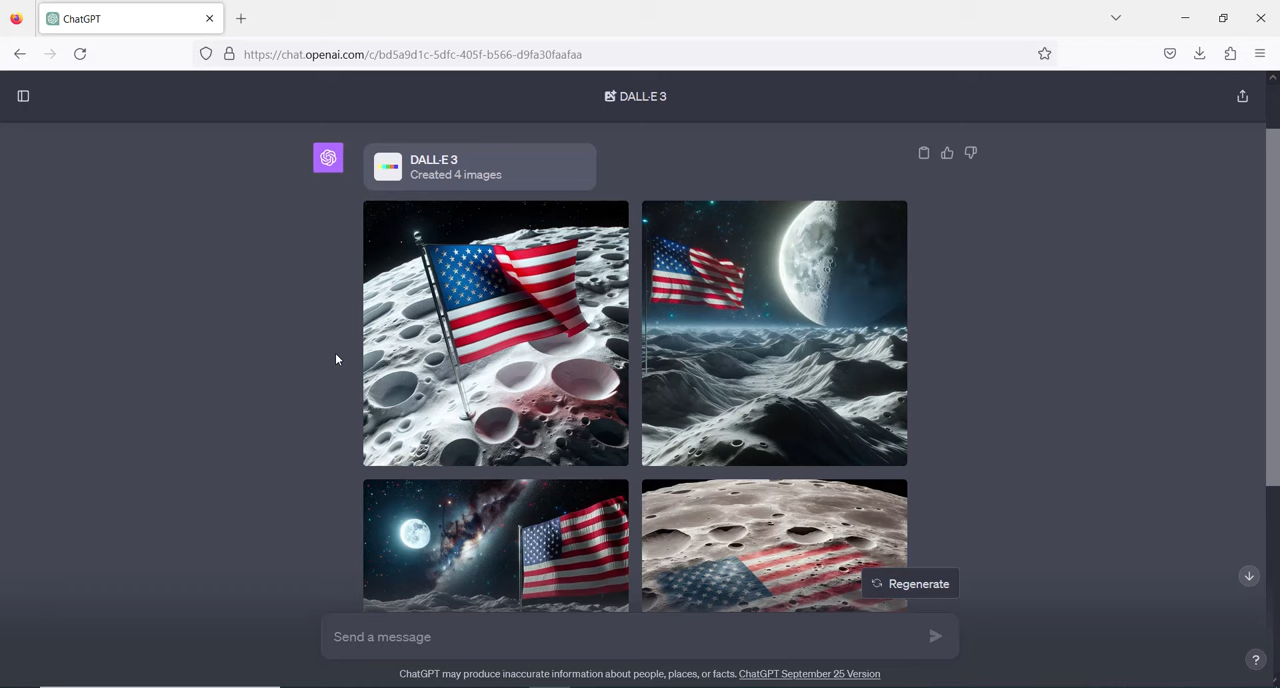 ChatGPT
https://chat.openai.com/c/bd5a9d1c-5dfc-405f-b566-d9fa30faafaa
DALL·E 3
DALL·E 3
Created 4 images
Regenerate
Send a message
ChatGPT may produce inaccurate information about people, places, or facts. ChatGPT September 25 Version
?